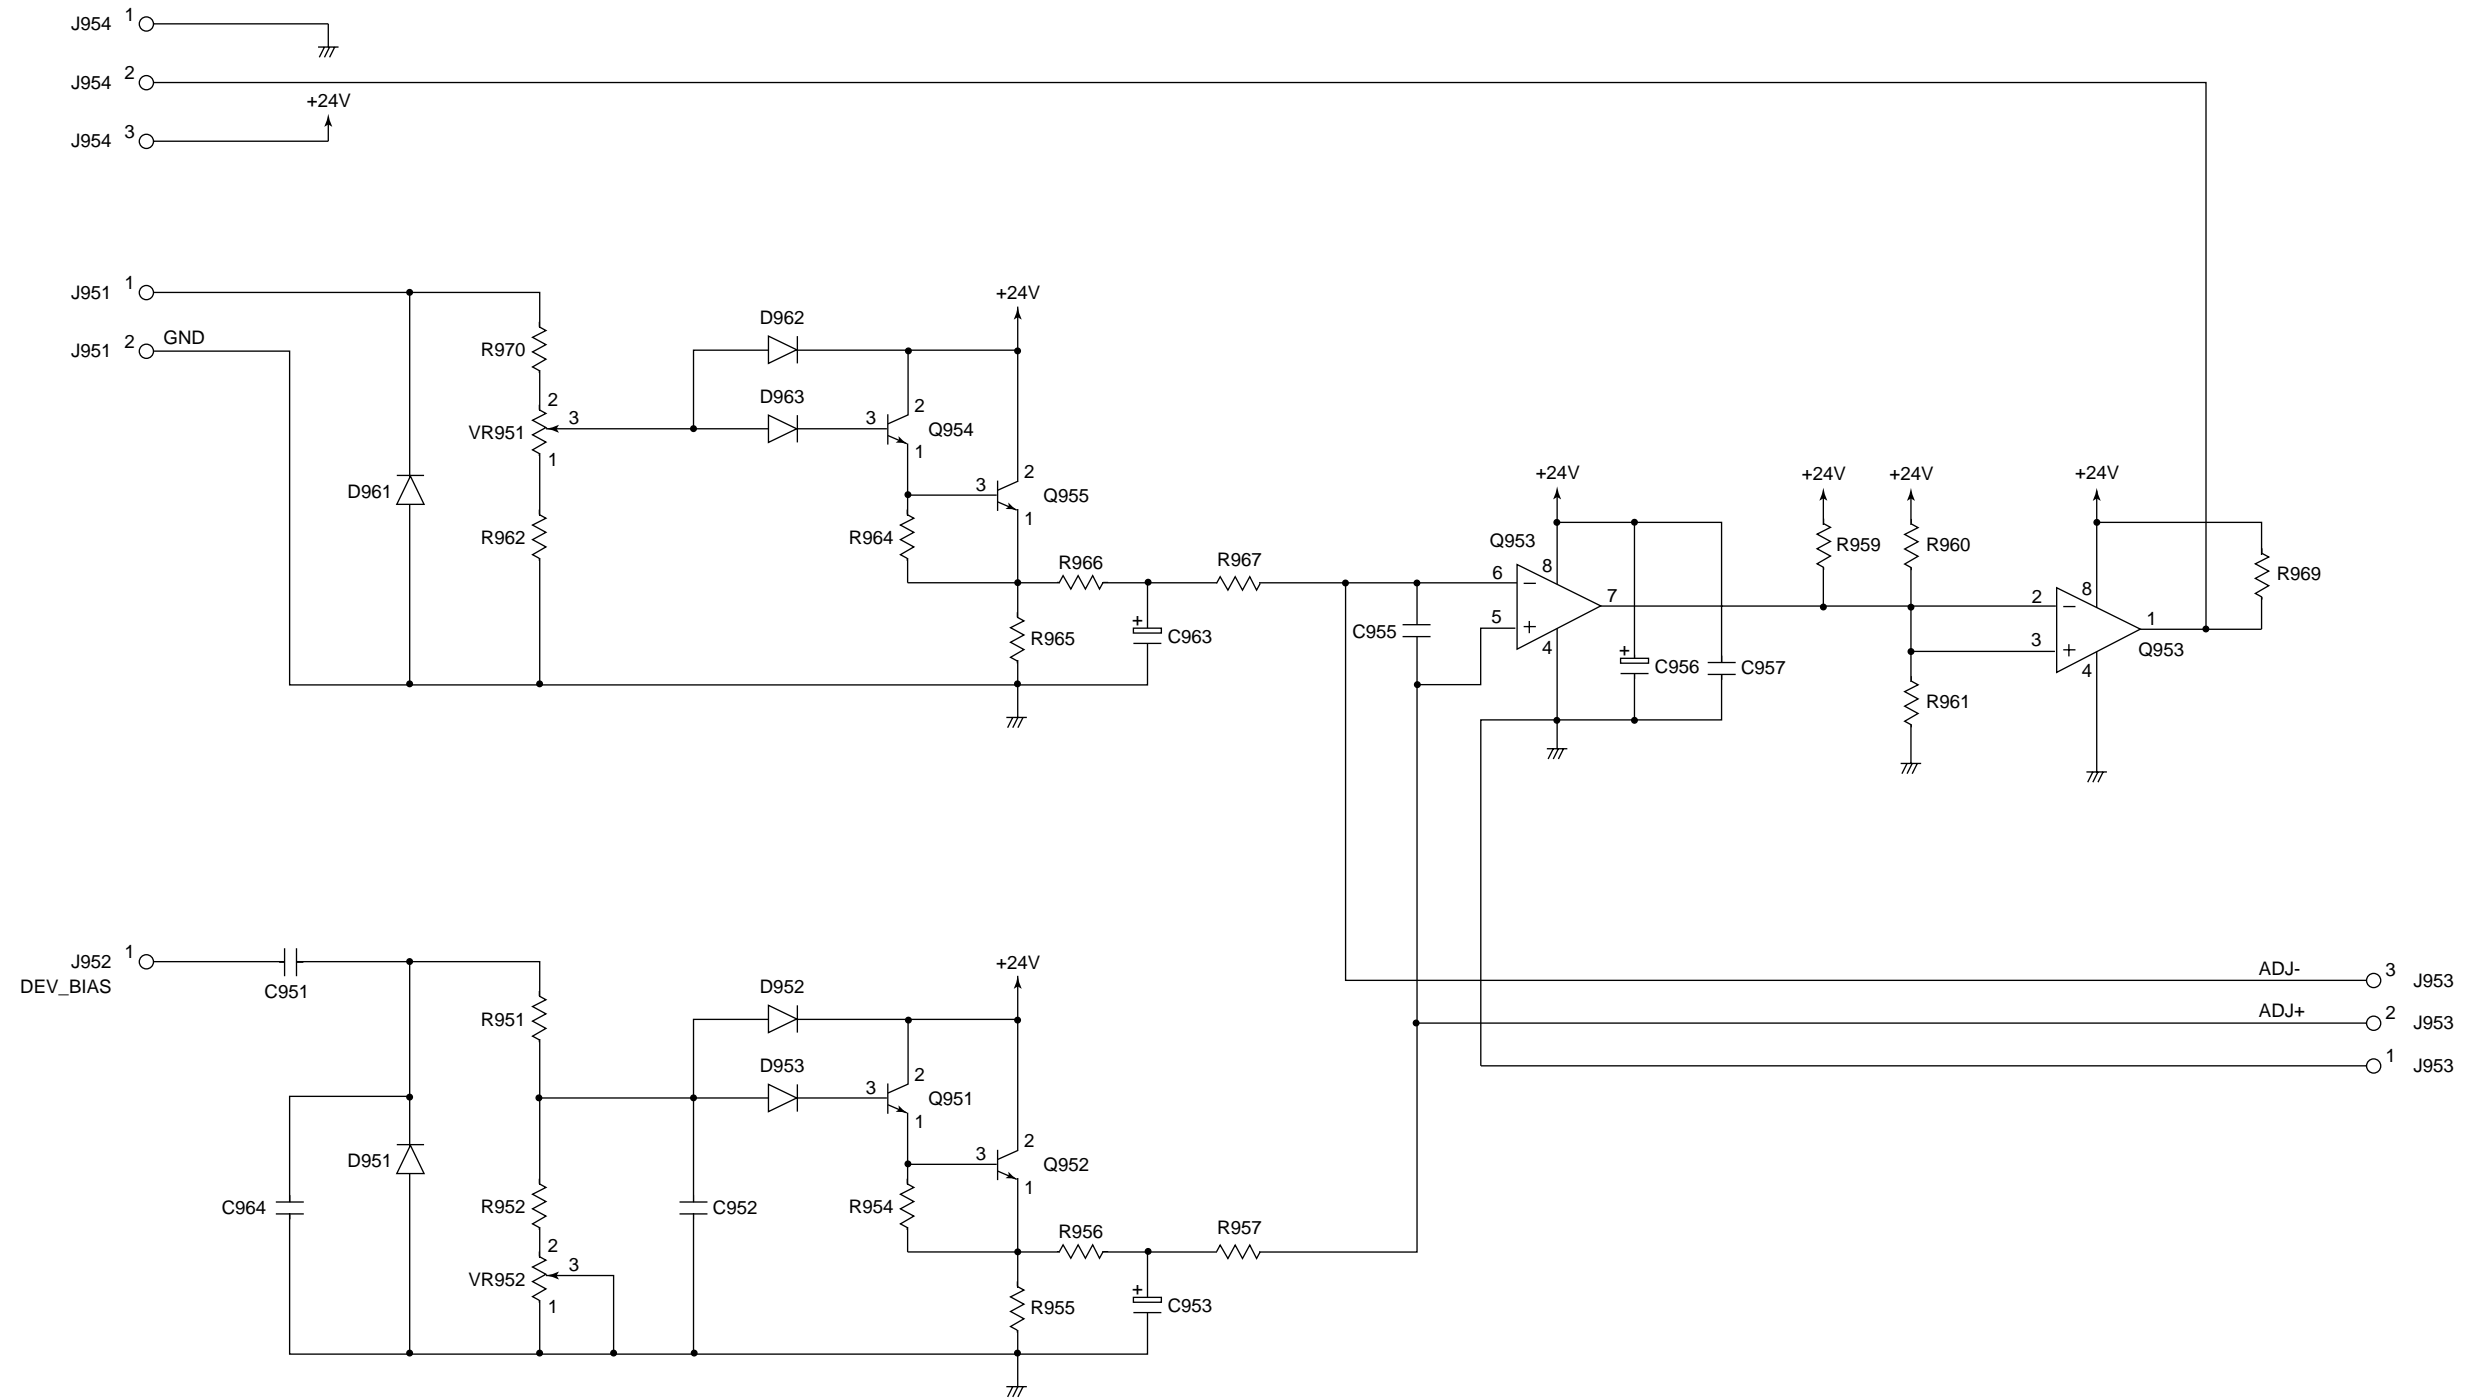 J954 1
J954 2
+24V
J954 3
J951 1
J951 2 GND
R970
2
3
VR951
1
D961
R962
D962
D963
+24V
3 2
Q954
1
2
3
Q955
1
R964
R966
R967
R965
+
C963
C955
+24V
Q953
8
6 −
7
5 +
4
+
C956
C957
+24V
R959
+24V
R960
R961
+24V
8
2 −
1
3 +
Q953
4
R969
J952 1
DEV_BIAS
C951
R951
D951
C964
R952
2
3
VR952
1
D952
D953
C952
+24V
3 2
Q951
1
2
3
Q952
1
R954
R956
R957
R955
+
C953
ADJ- 3 J953
ADJ+ 2 J953
1 J953